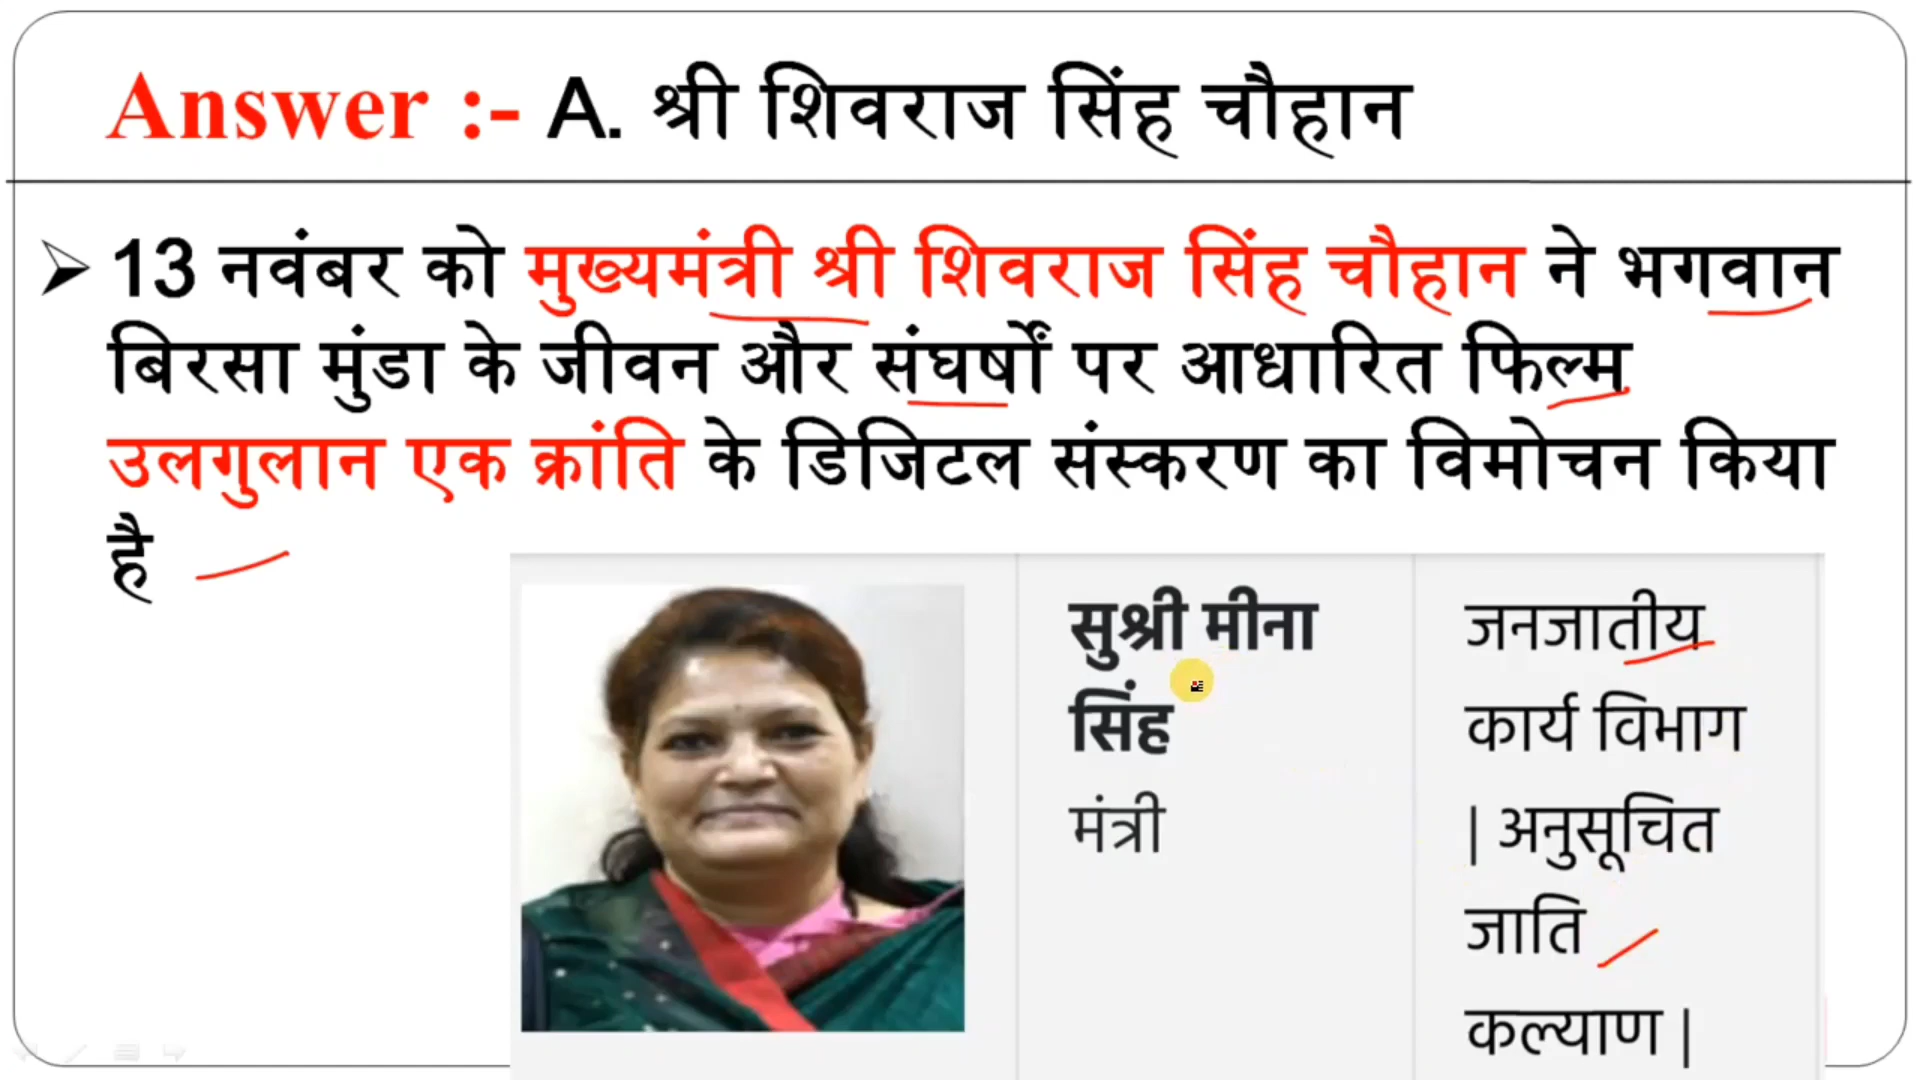 Answer :- A. श्री शिवराज सिंह चौहान
13 नवंबर को मुख्यमंत्री श्री शिवराज सिंह चौहान ने भगवान
बिरसा मुंडा के जीवन और संघर्षों पर आधारित फिल्म
उलगुलान एक क्रांति के डिजिटल संस्करण का विमोचन किया
है
सुश्री मीना
सिंह
मंत्री
जनजातीय
कार्य विभाग
| अनुसूचित
जाति
कल्याण |